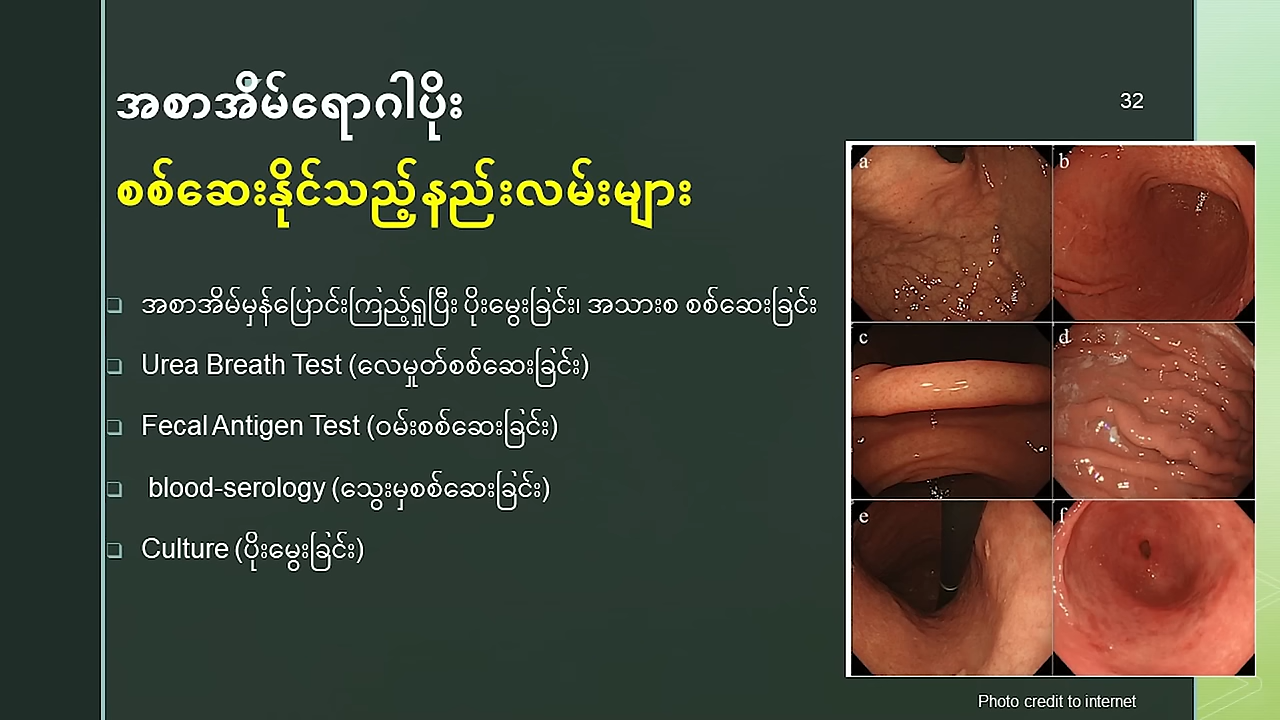 အစာအိမ်ရောဂါပိုး
32
စစ်ဆေးနိုင်သည့်နည်းလမ်းများ
❑ အစာအိမ်မှန်ပြောင်းကြည့်ရှုပြီး ပိုးမွေးခြင်း၊ အသားစ စစ်ဆေးခြင်း
❑ Urea Breath Test (လေမှုတ်စစ်ဆေးခြင်း)
❑ Fecal Antigen Test (ဝမ်းစစ်ဆေးခြင်း)
❑ blood-serology (သွေးမှစစ်ဆေးခြင်း)
❑ Culture (ပိုးမွေးခြင်း)
a b
c d
e f
Photo credit to internet